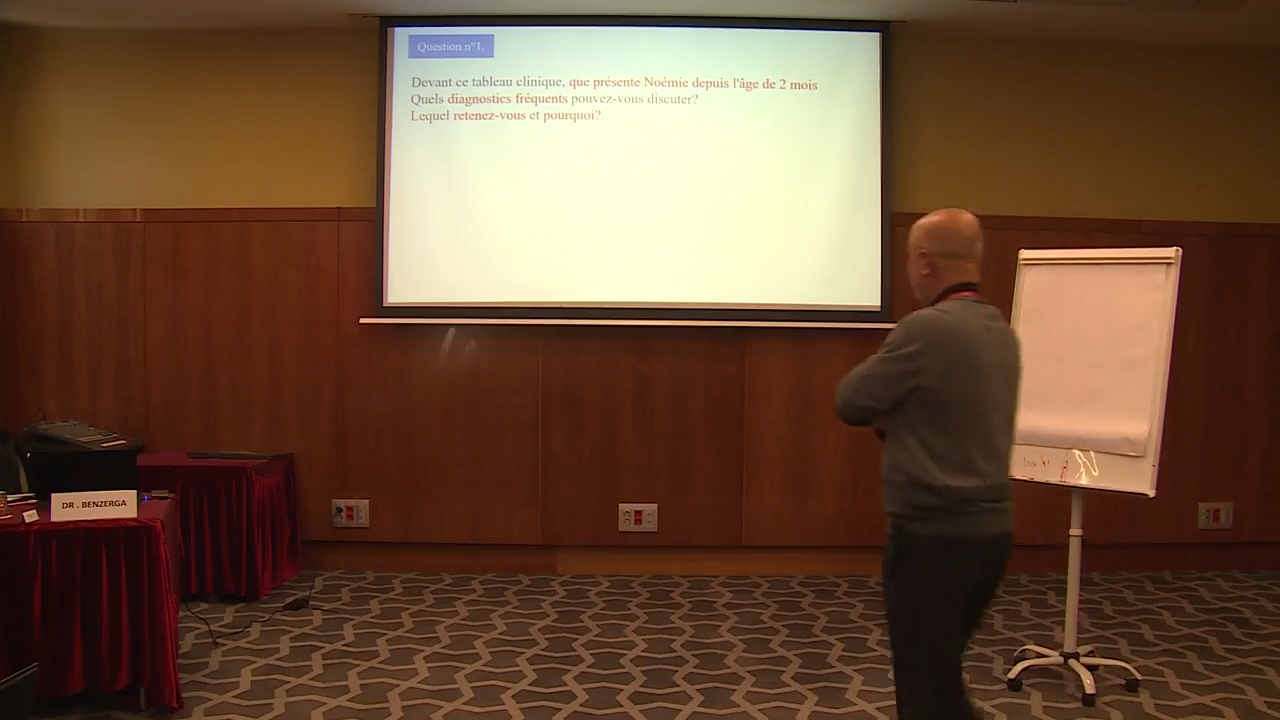 Question n°1.
Devant ce tableau clinique, que présente Noémie depuis l'âge de 2 mois
Quels diagnostics fréquents pouvez-vous discuter?
Lequel retenez-vous et pourquoi?
DR . BENZERGA